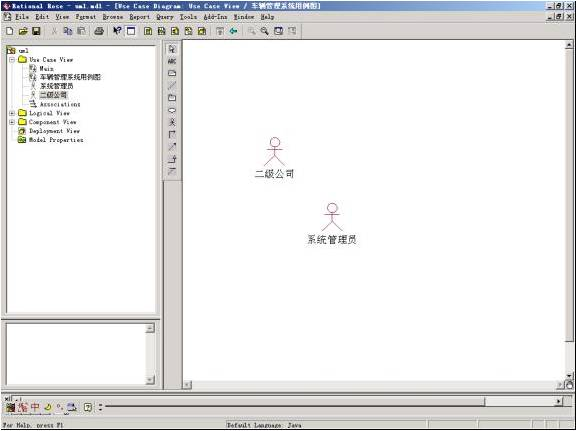 Rational Rose - uml.mdl - [Use Case Diagram: Use Case View / 车辆管理系统用例图]
File Edit View Format Browse Report Query Tools Add-Ins Window Help
uml
Use Case View
Main
车辆管理系统用例图
系统管理员
二级公司
Associations
Logical View
Component View
Deployment View
Model Properties
ABC
二级公司
系统管理员
中
For Help, press F1
Default Language: Java